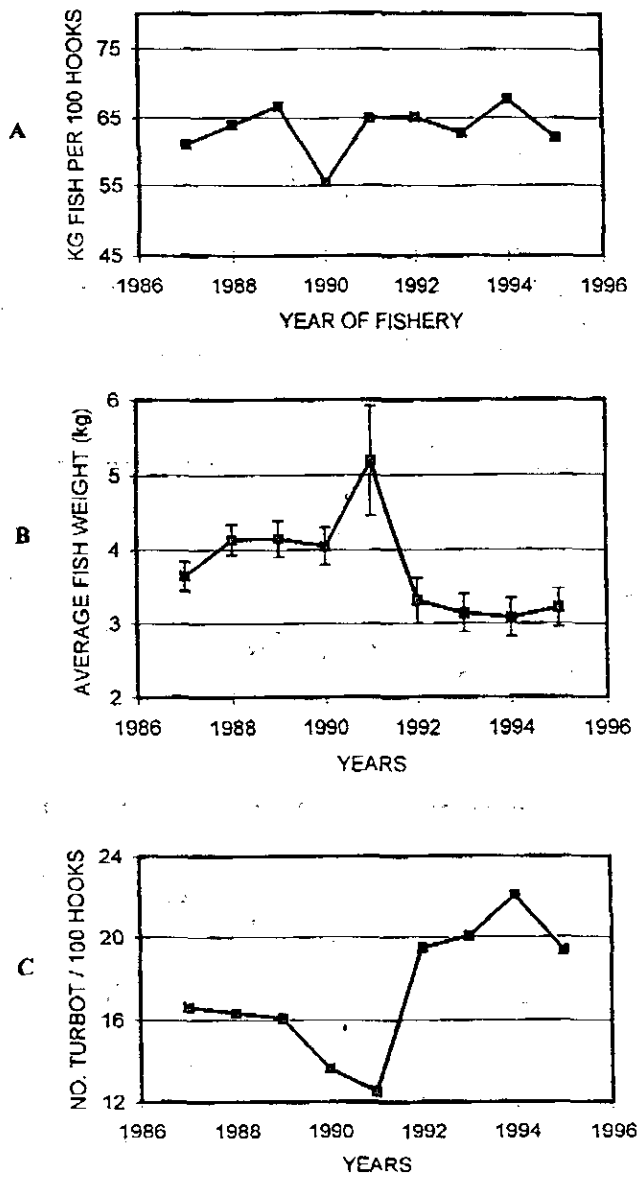 A
KG FISH PER 100 HOOKS
75
65
55
45
1986 1988 1990 1992 1994 1996
YEAR OF FISHERY
B
AVERAGE FISH WEIGHT (kg)
6
5
4
3
2
1986 1988 1990 1992 1994 1996
YEARS
C
NO. TURBOT / 100 HOOKS
24
20
16
12
1986 1988 1990 1992 1994 1996
YEARS